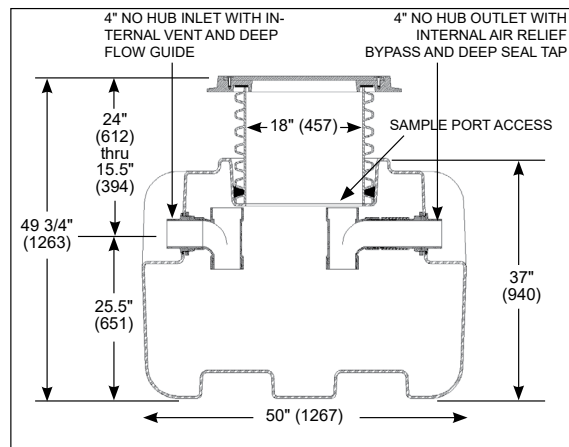 4" NO HUB INLET WITH IN-
TERNAL VENT AND DEEP
FLOW GUIDE
4" NO HUB OUTLET WITH
INTERNAL AIR RELIEF
BYPASS AND DEEP SEAL TAP
24"
(612)
thru
15.5"
(394)
18" (457)
SAMPLE PORT ACCESS
49 3/4"
(1263)
25.5"
(651)
37"
(940)
50" (1267)